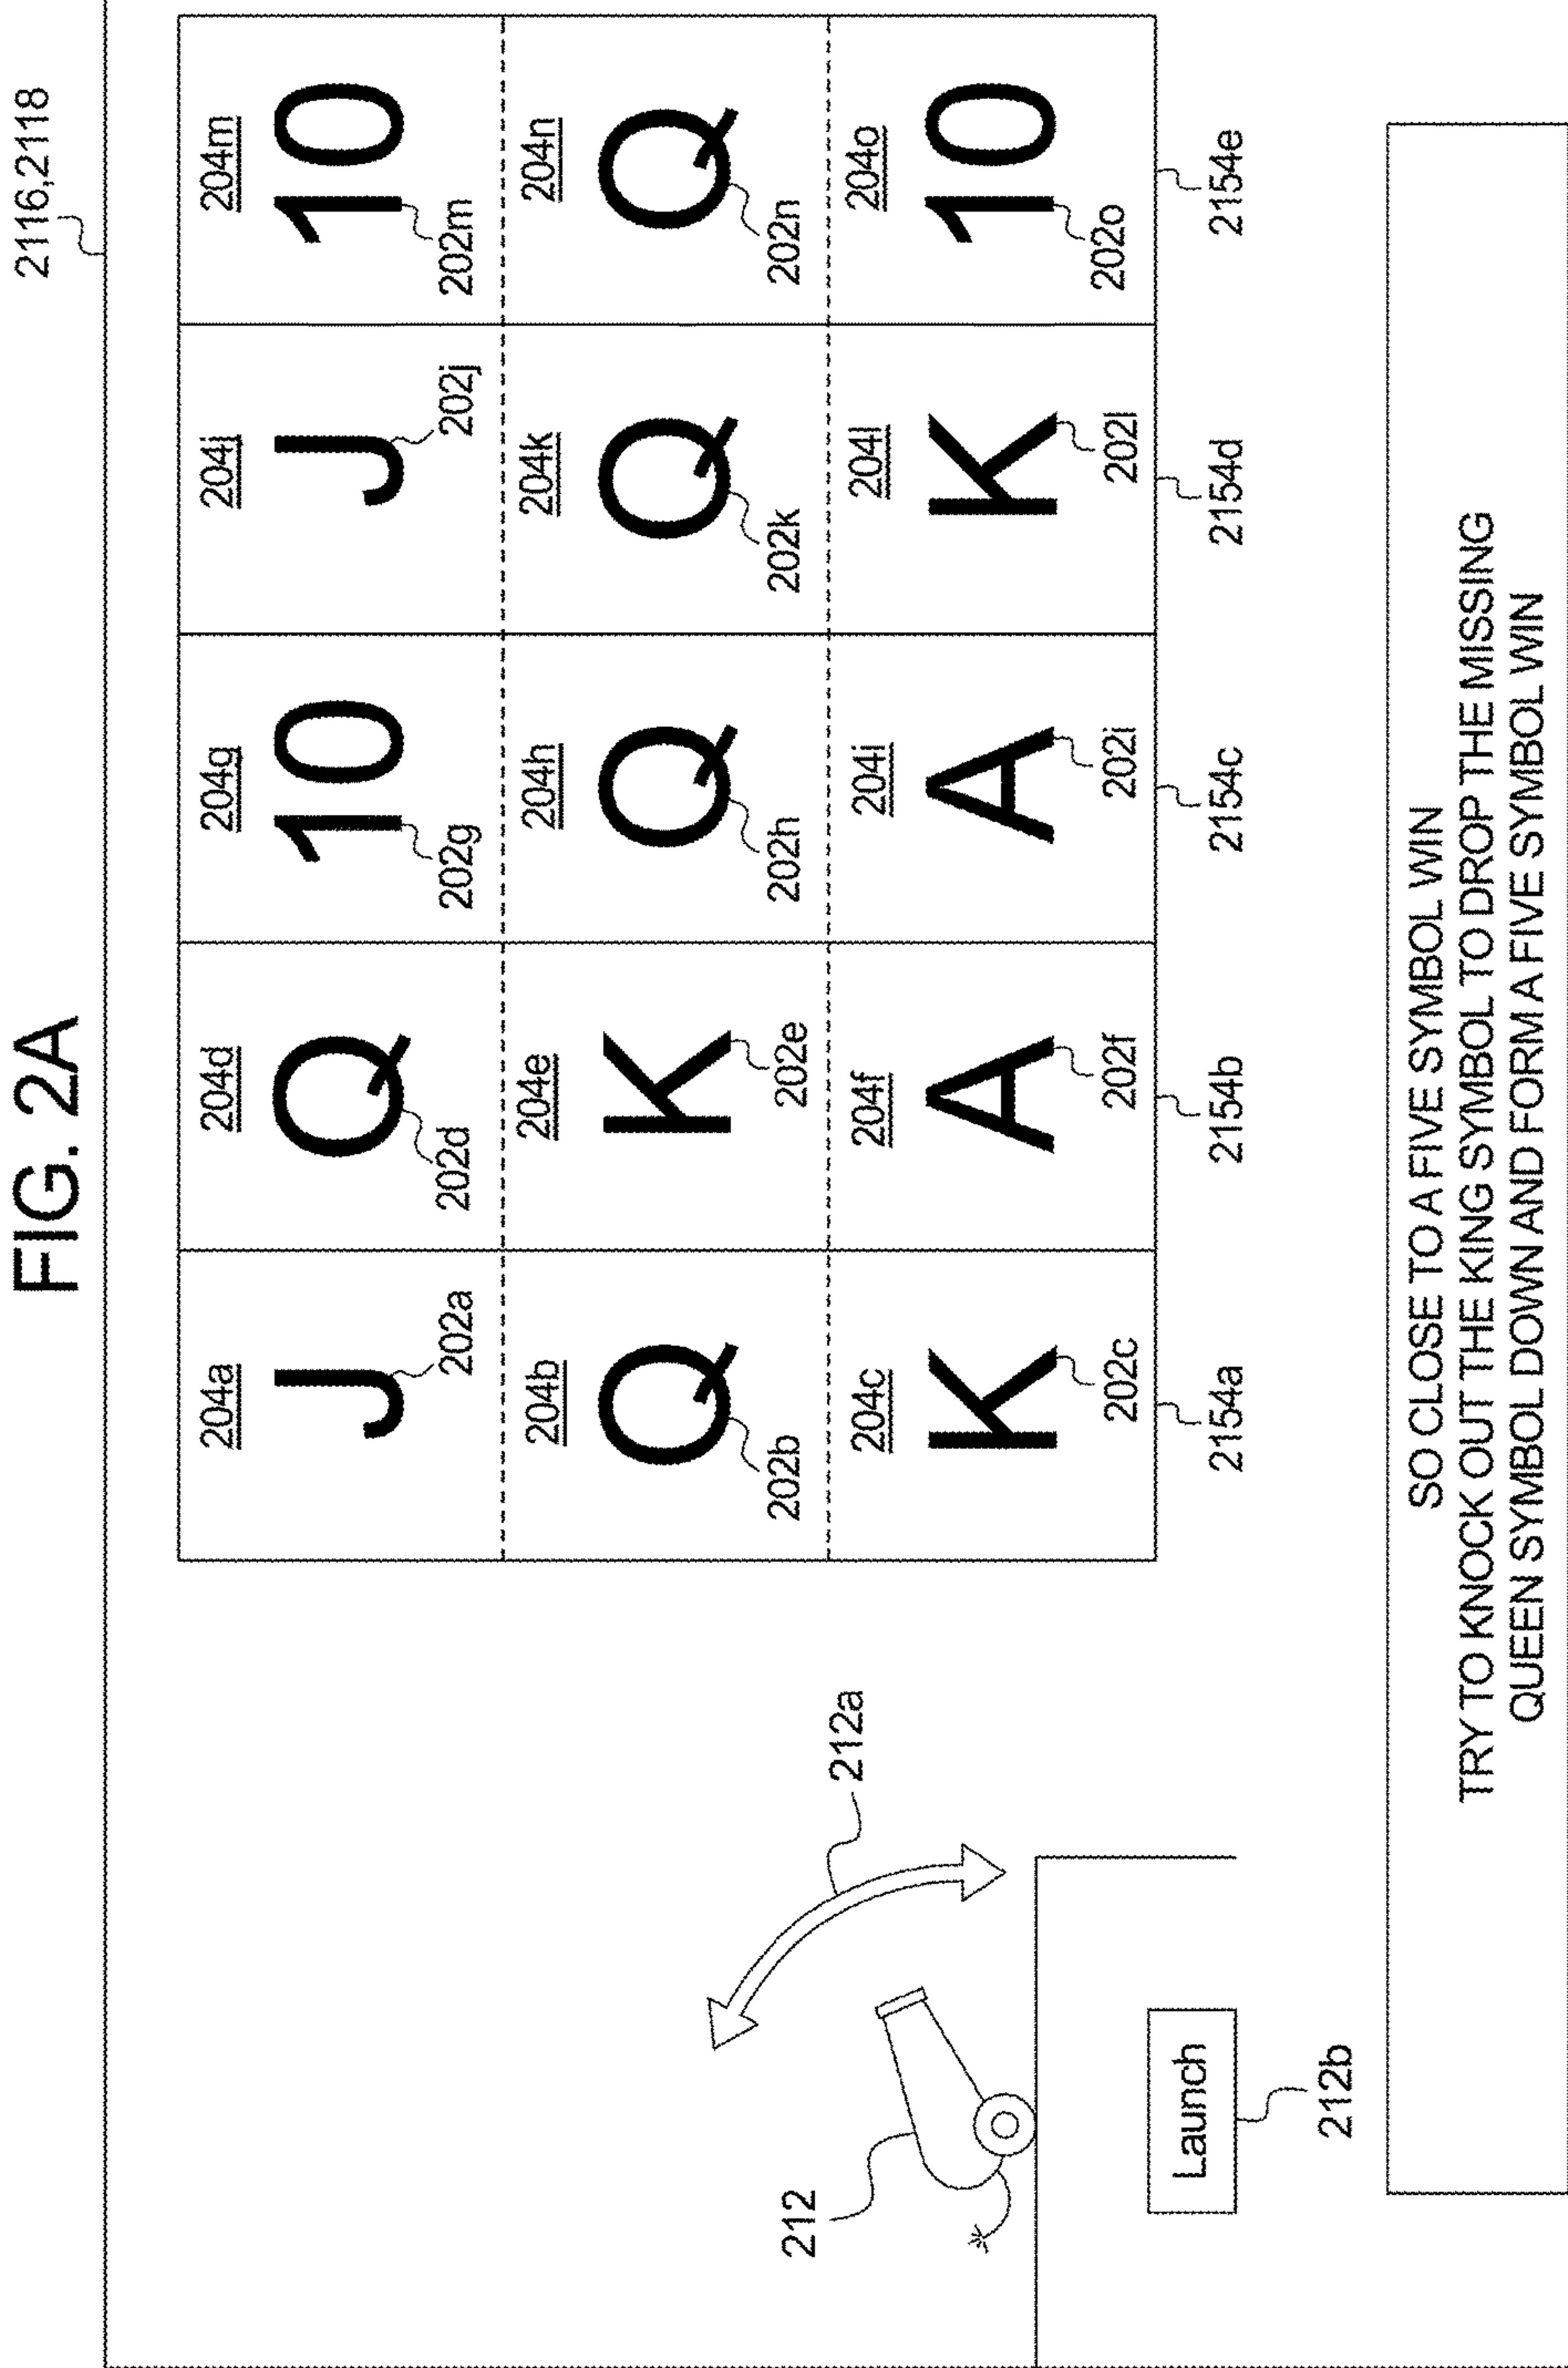 FIG. 2A
2116,2118
204a 204d 204g 204j 204m
J Q 10 J 10
202a 202d 202g 202j 202m
204b 204e 204h 204k 204n
Q K Q Q Q
202b 202e 202h 202k 202n
204c 204f 204i 204l 204o
K A A K 10
202c 202f 202i 202l 202o
2154a 2154b 2154c 2154d 2154e
212
212a
Launch
212b
SO CLOSE TO A FIVE SYMBOL WIN
TRY TO KNOCK OUT THE KING SYMBOL TO DROP THE MISSING
QUEEN SYMBOL DOWN AND FORM A FIVE SYMBOL WIN